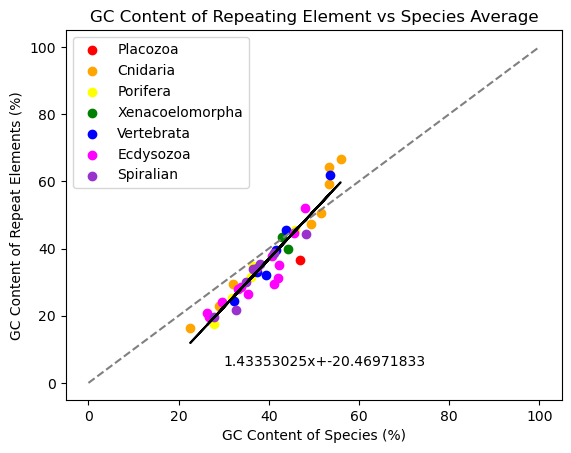 GC Content of Repeating Element vs Species Average
GC Content of Repeat Elements (%)
100
80
60
40
20
0
Placozoa
Cnidaria
Porifera
Xenacoelomorpha
Vertebrata
Ecdysozoa
Spiralian
1.43353025x+-20.46971833
0 20 40 60 80 100
GC Content of Species (%)